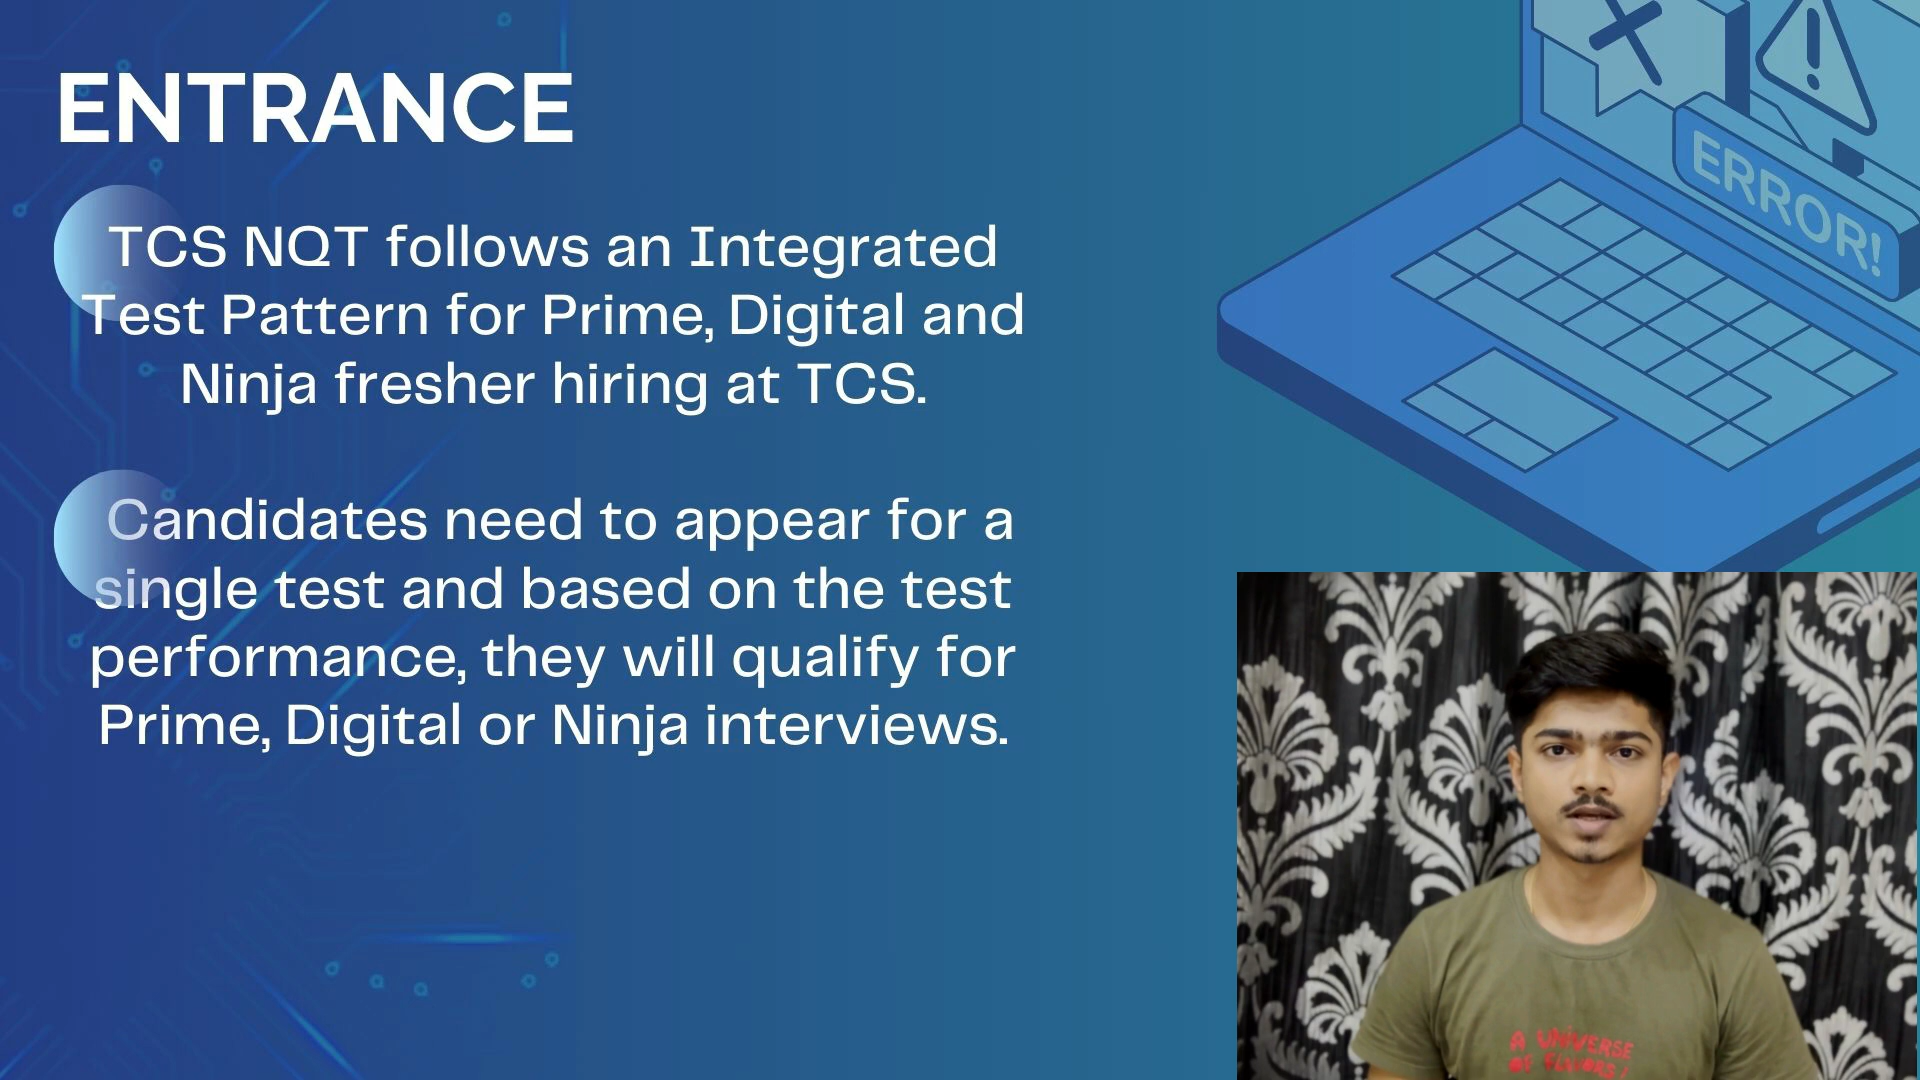 ENTRANCE
TCS NQT follows an Integrated
Test Pattern for Prime, Digital and
Ninja fresher hiring at TCS.
Candidates need to appear for a
single test and based on the test
performance, they will qualify for
Prime, Digital or Ninja interviews.
ERROR!
A UNIVERSE
OF FLAVORS!